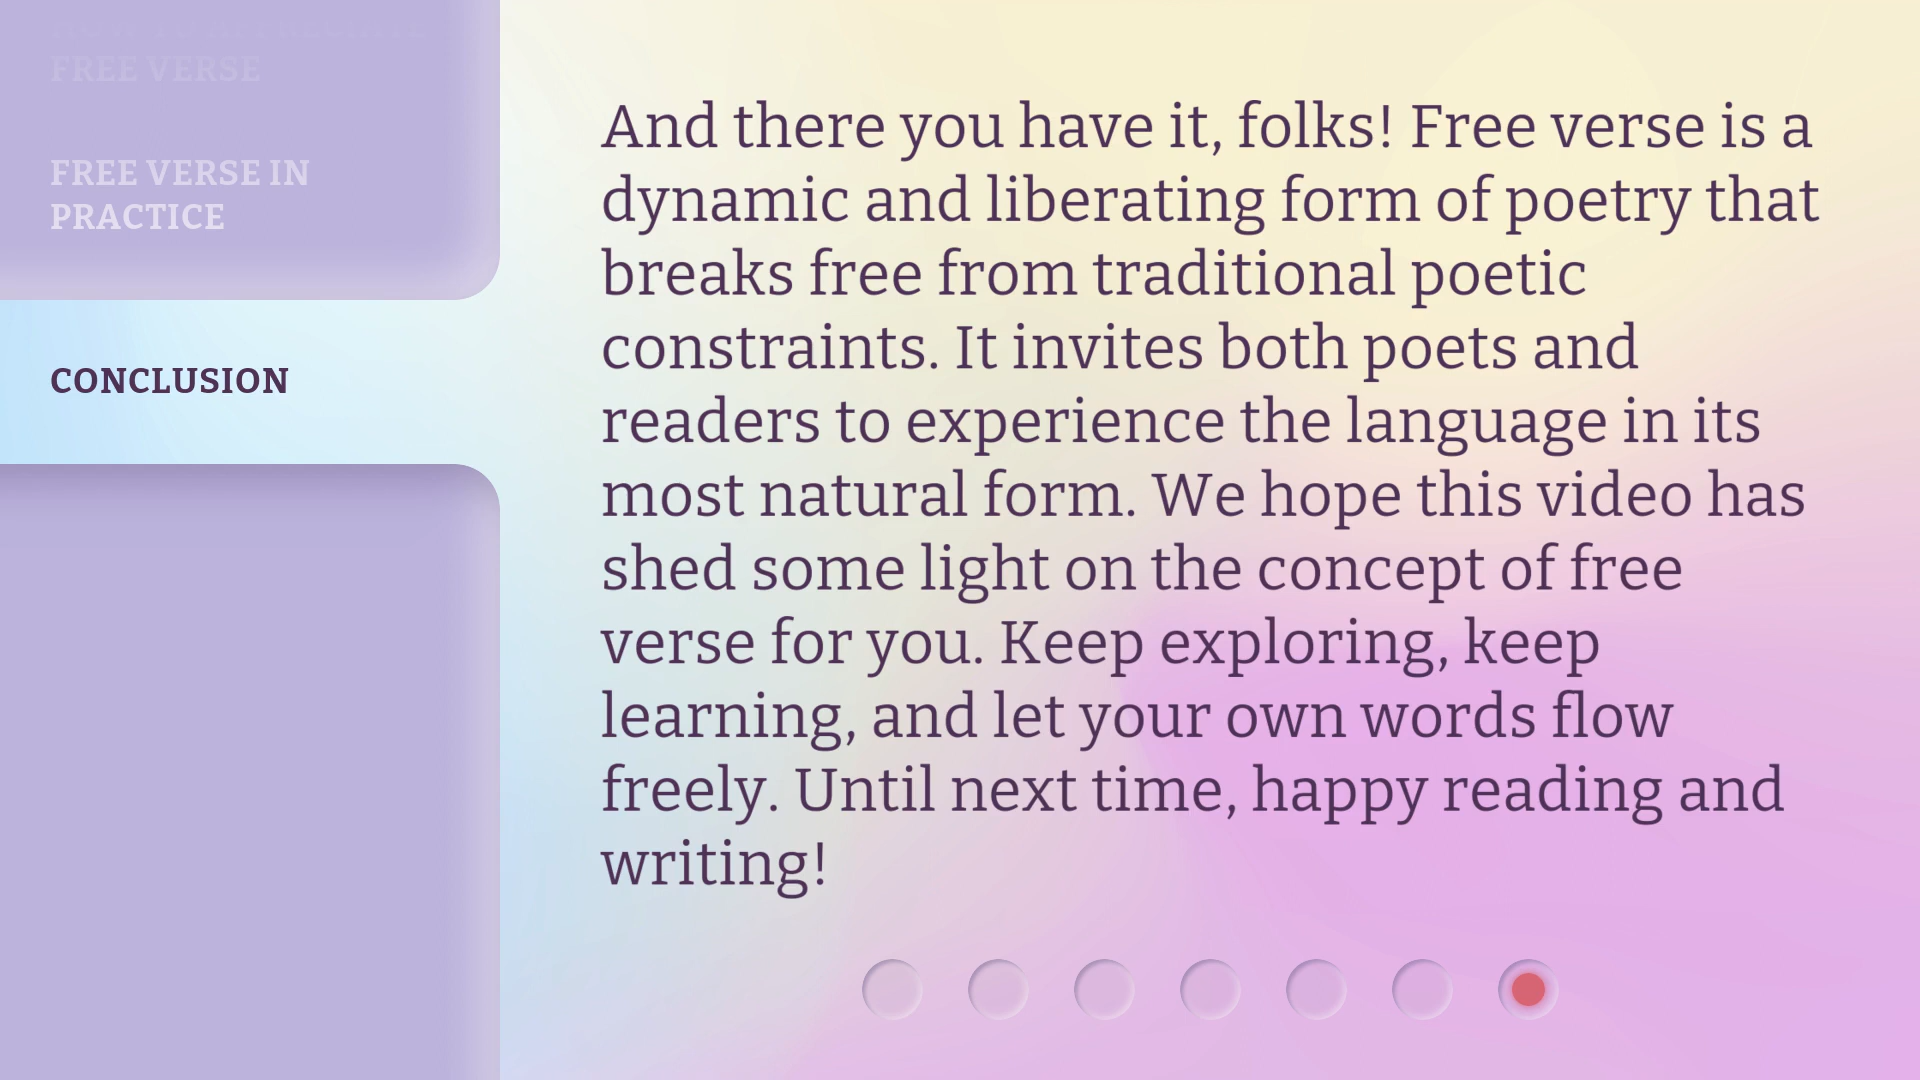 HOW TO APPRECIATE
FREE VERSE
FREE VERSE IN
PRACTICE
CONCLUSION
And there you have it, folks! Free verse is a
dynamic and liberating form of poetry that
breaks free from traditional poetic
constraints. It invites both poets and
readers to experience the language in its
most natural form. We hope this video has
shed some light on the concept of free
verse for you. Keep exploring, keep
learning, and let your own words flow
freely. Until next time, happy reading and
writing!